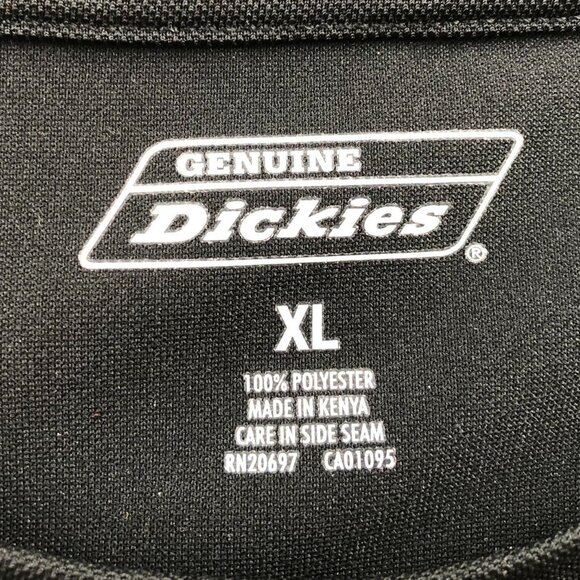 GENUINE
Dickies®
XL
100% POLYESTER
MADE IN KENYA
CARE IN SIDE SEAM
RN20697 CA01095